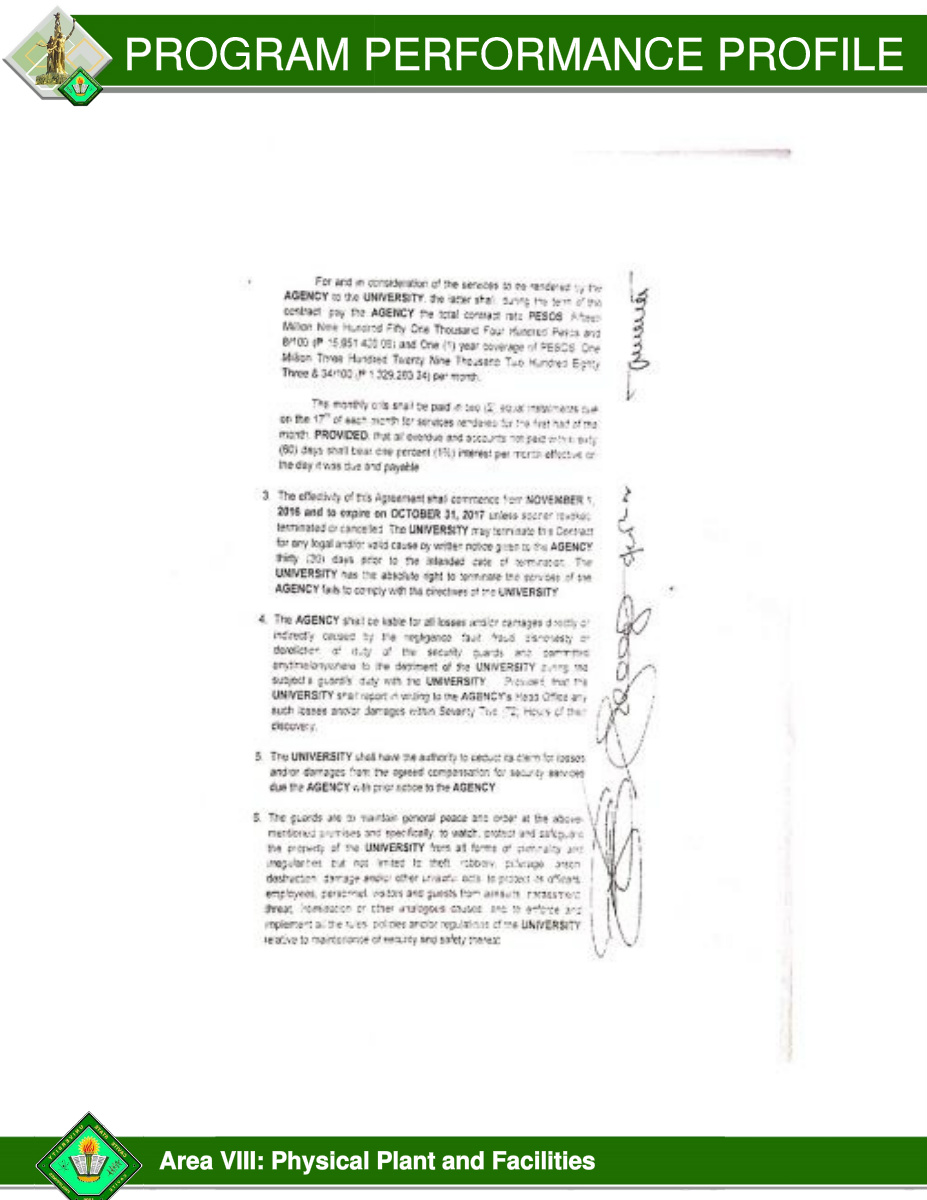 PROGRAM PERFORMANCE PROFILE
For and in consideration of the services to be rendered by the
AGENCY to the UNIVERSITY, the latter shall, during the term of this
contract, pay the AGENCY the total contract rate PESOS: Fifteen
Million Nine Hundred Fifty One Thousand Four Hundred Pesos and
8/100 (₱ 15,951,400.08) and One (1) year coverage of PESOS: One
Million Three Hundred Twenty Nine Thousand Two Hundred Eighty
Three & 34/100 (₱ 1,329,283.34) per month.
The monthly bills shall be paid in two (2) equal installments due
on the 17th of each month for services rendered for the first half of the
month. PROVIDED, that all overdue and accounts not paid within sixty
(60) days shall bear one percent (1%) interest per month effective on
the day it was due and payable
3. The effectivity of this Agreement shall commence from NOVEMBER 1,
2016 and to expire on OCTOBER 31, 2017 unless sooner revoked,
terminated or cancelled. The UNIVERSITY may terminate this Contract
for any legal and/or valid cause by written notice given to the AGENCY
thirty (30) days prior to the intended date of termination. The
UNIVERSITY has the absolute right to terminate the services of the
AGENCY fails to comply with the directives of the UNIVERSITY
4. The AGENCY shall be liable for all losses and/or damages directly or
indirectly caused by the negligence, fault, fraud, dishonesty or
dereliction of duty of the security guards and committed
anytime/anywhere to the detriment of the UNIVERSITY during the
subject's guard's duty with the UNIVERSITY. Provided, that the
UNIVERSITY shall report in writing to the AGENCY's Head Office any
such losses and/or damages within Seventy Two (72) Hours of their
discovery.
5. The UNIVERSITY shall have the authority to deduct its claim for losses
and/or damages from the agreed compensation for security services
due the AGENCY with prior notice to the AGENCY
6. The guards are to maintain general peace and order at the above-
mentioned premises and specifically, to watch, protect and safeguard
the property of the UNIVERSITY from all forms of criminality and
irregularities but not limited to theft, robbery, pilferage, arson,
destruction, damage and/or other unlawful acts, to protect its officers,
employees, personnel, visitors and guests from assault, harassment,
threat, intimidation or other analogous causes, and to enforce and
implement all the rules, policies and/or regulations of the UNIVERSITY
relative to maintenance of security and safety thereat
Area VIII: Physical Plant and Facilities